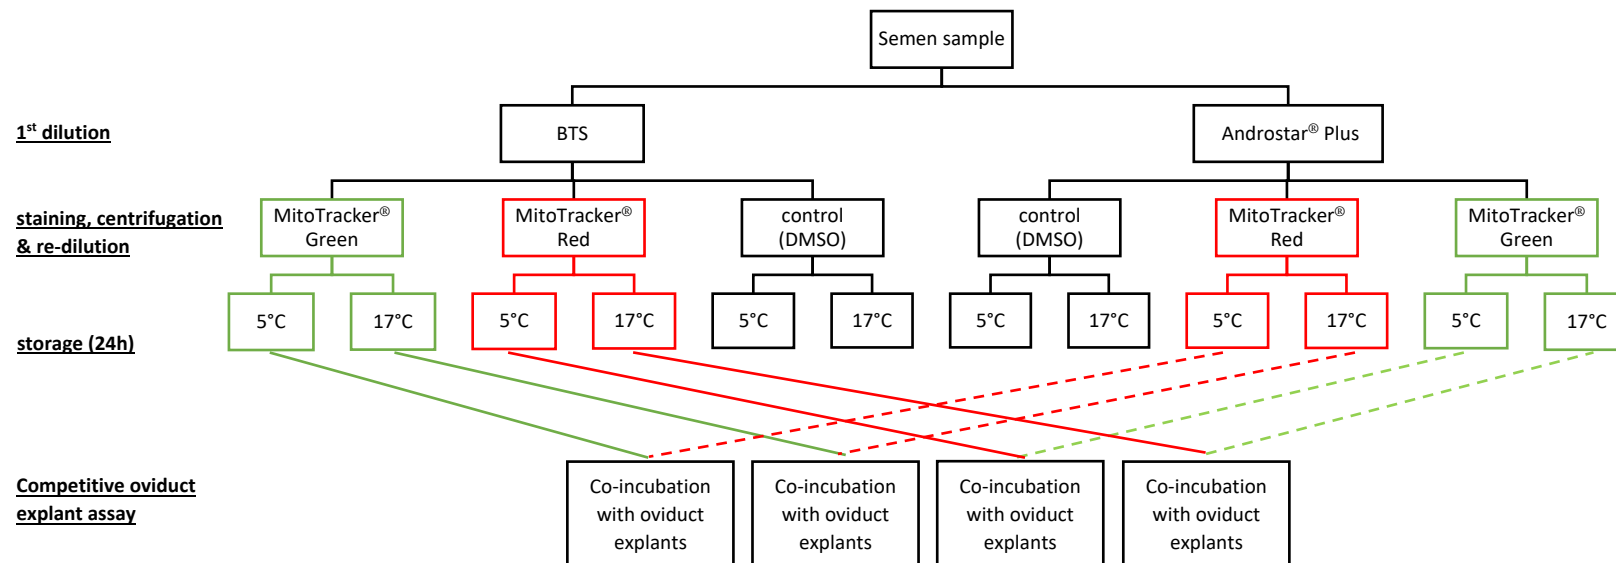 Semen sample
1st dilution
BTS
Androstar® Plus
staining, centrifugation
& re-dilution
MitoTracker®
Green
MitoTracker®
Red
control
(DMSO)
control
(DMSO)
MitoTracker®
Red
MitoTracker®
Green
storage (24h)
5°C
17°C
5°C
17°C
5°C
17°C
5°C
17°C
5°C
17°C
5°C
17°C
Competitive oviduct
explant assay
Co-incubation
with oviduct
explants
Co-incubation
with oviduct
explants
Co-incubation
with oviduct
explants
Co-incubation
with oviduct
explants